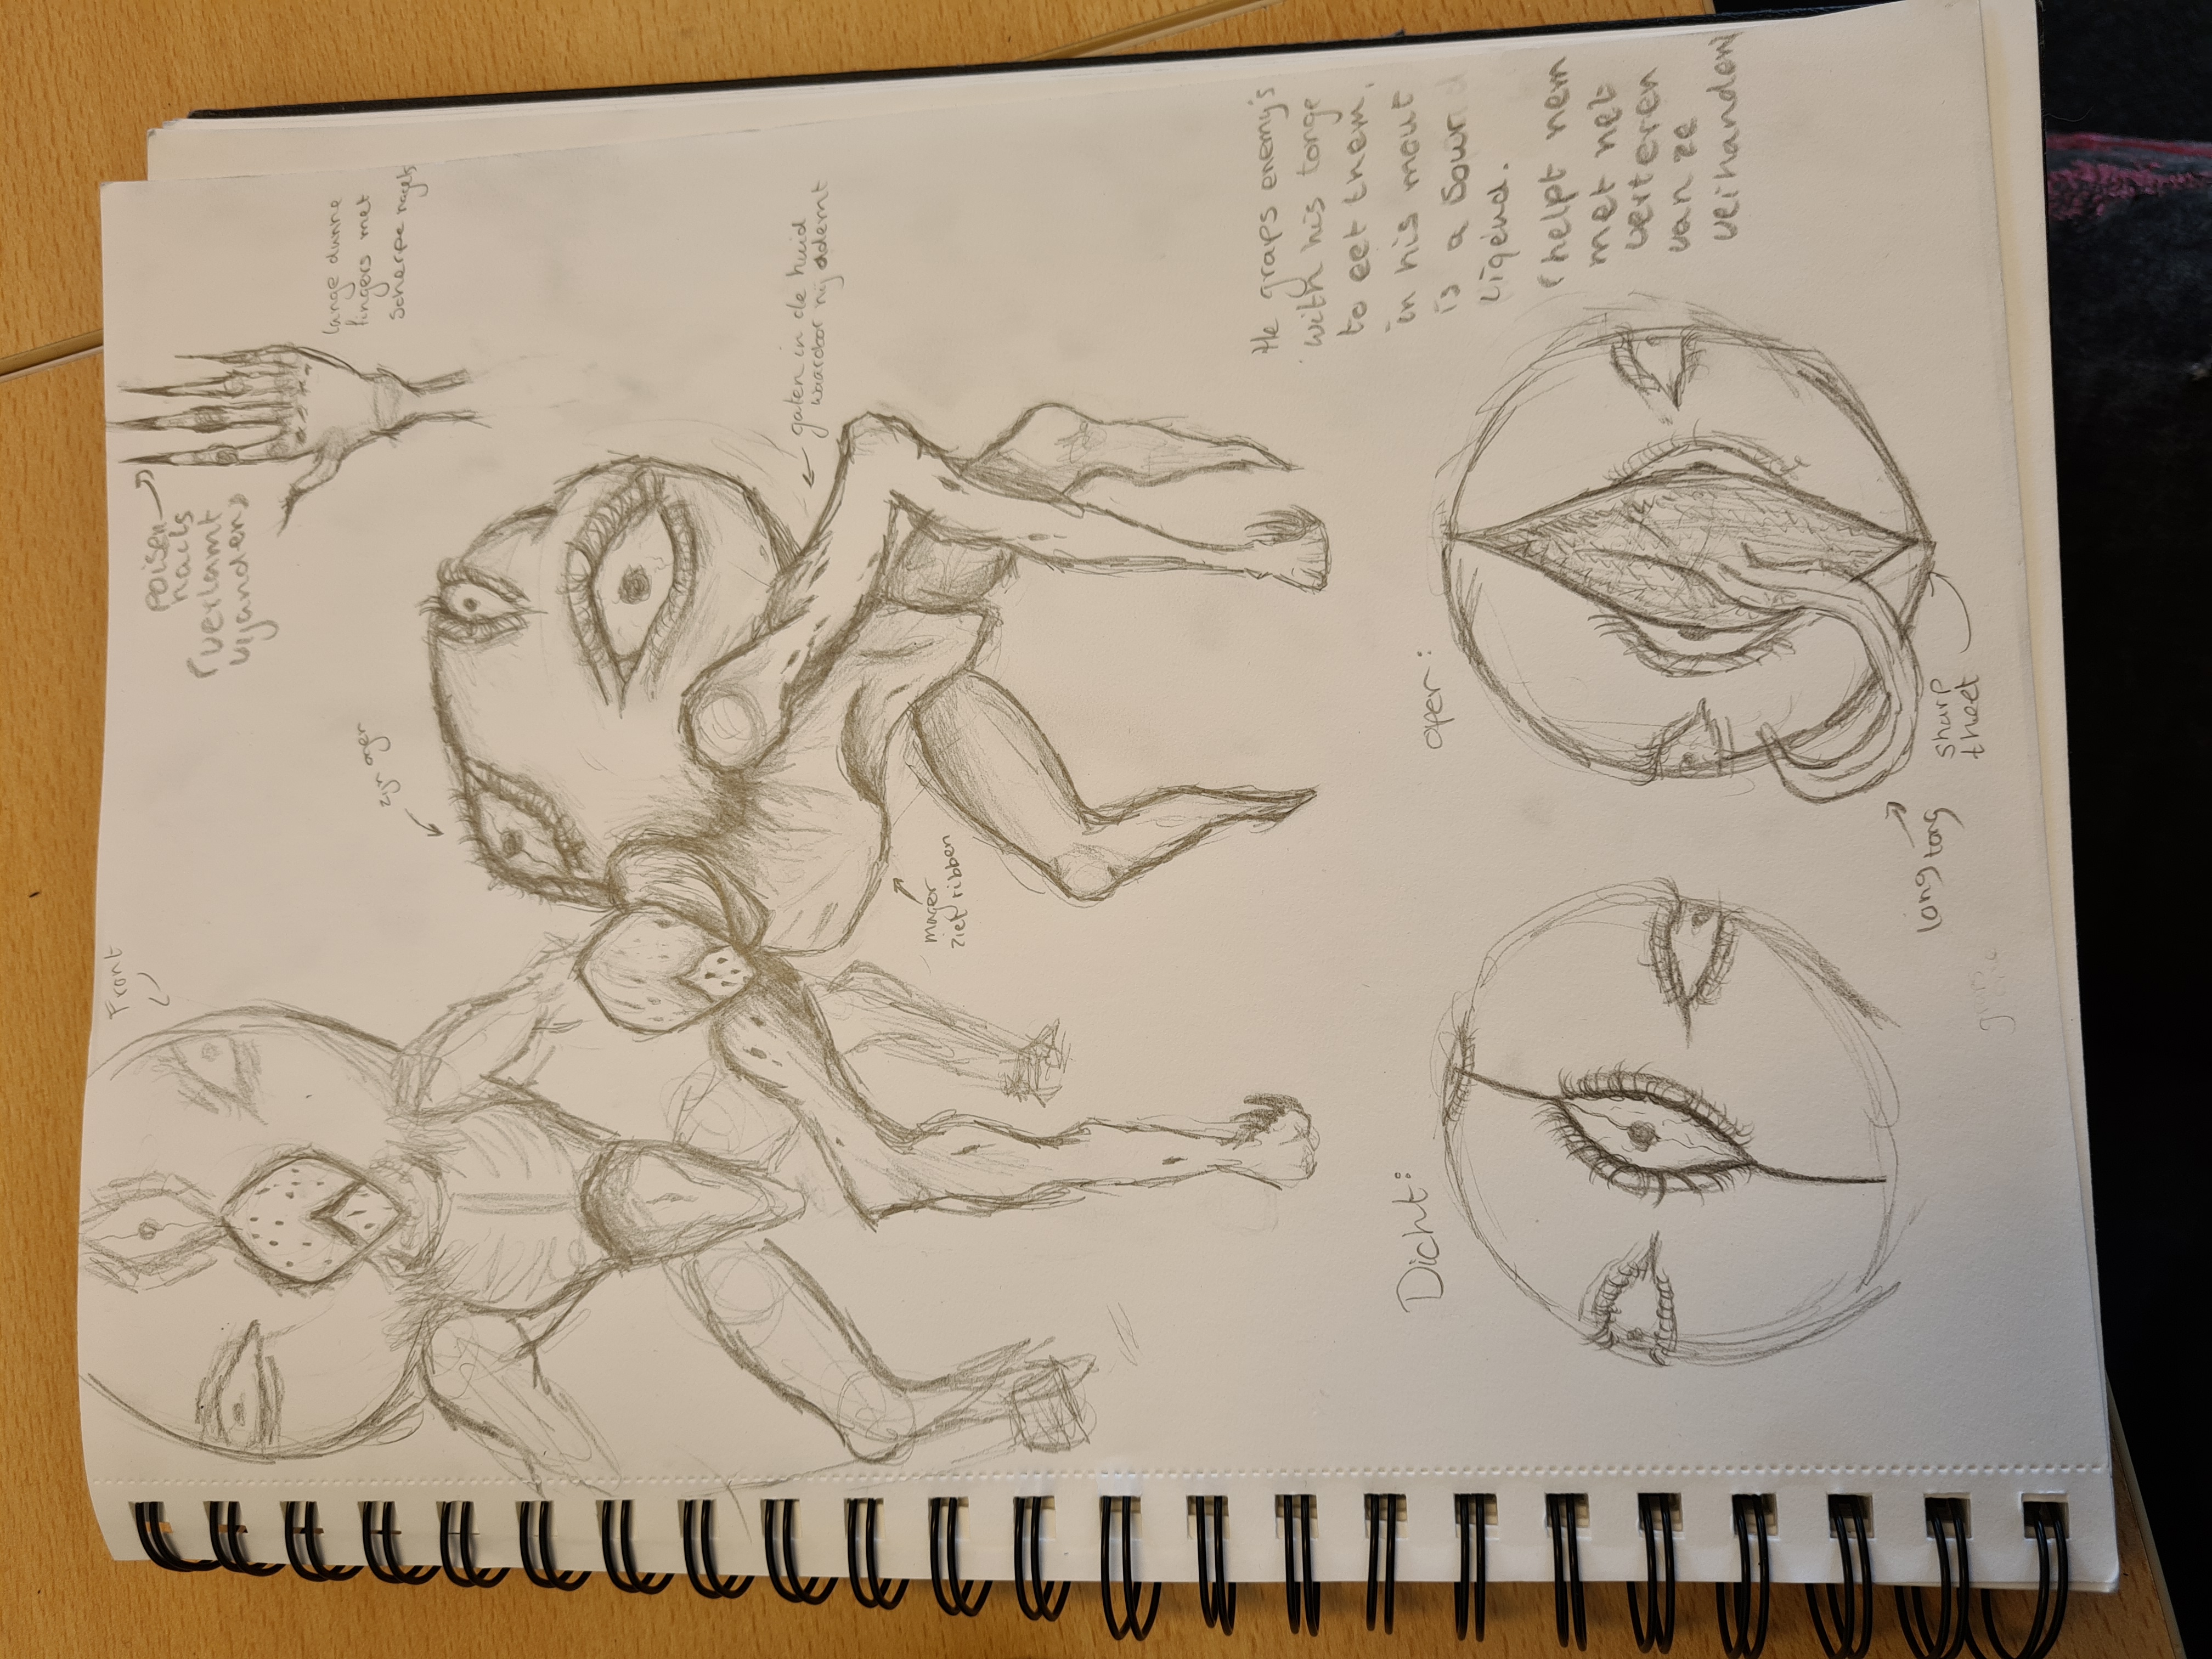 Front
poisen
nails
(verlamt
vijanden)
lange dunne
fingers met
scherpe nagels
zijn ogen
gaten in de huid
waardoor hij ademt
mager
ziet ribben
He graps enemy's
with his tonge
to eet them,
in his mout
is a sour
liqeud.
(helpt hem
met het
verteren
van ze
veihanden)
Dicht:
open:
long tong
sharp
theet